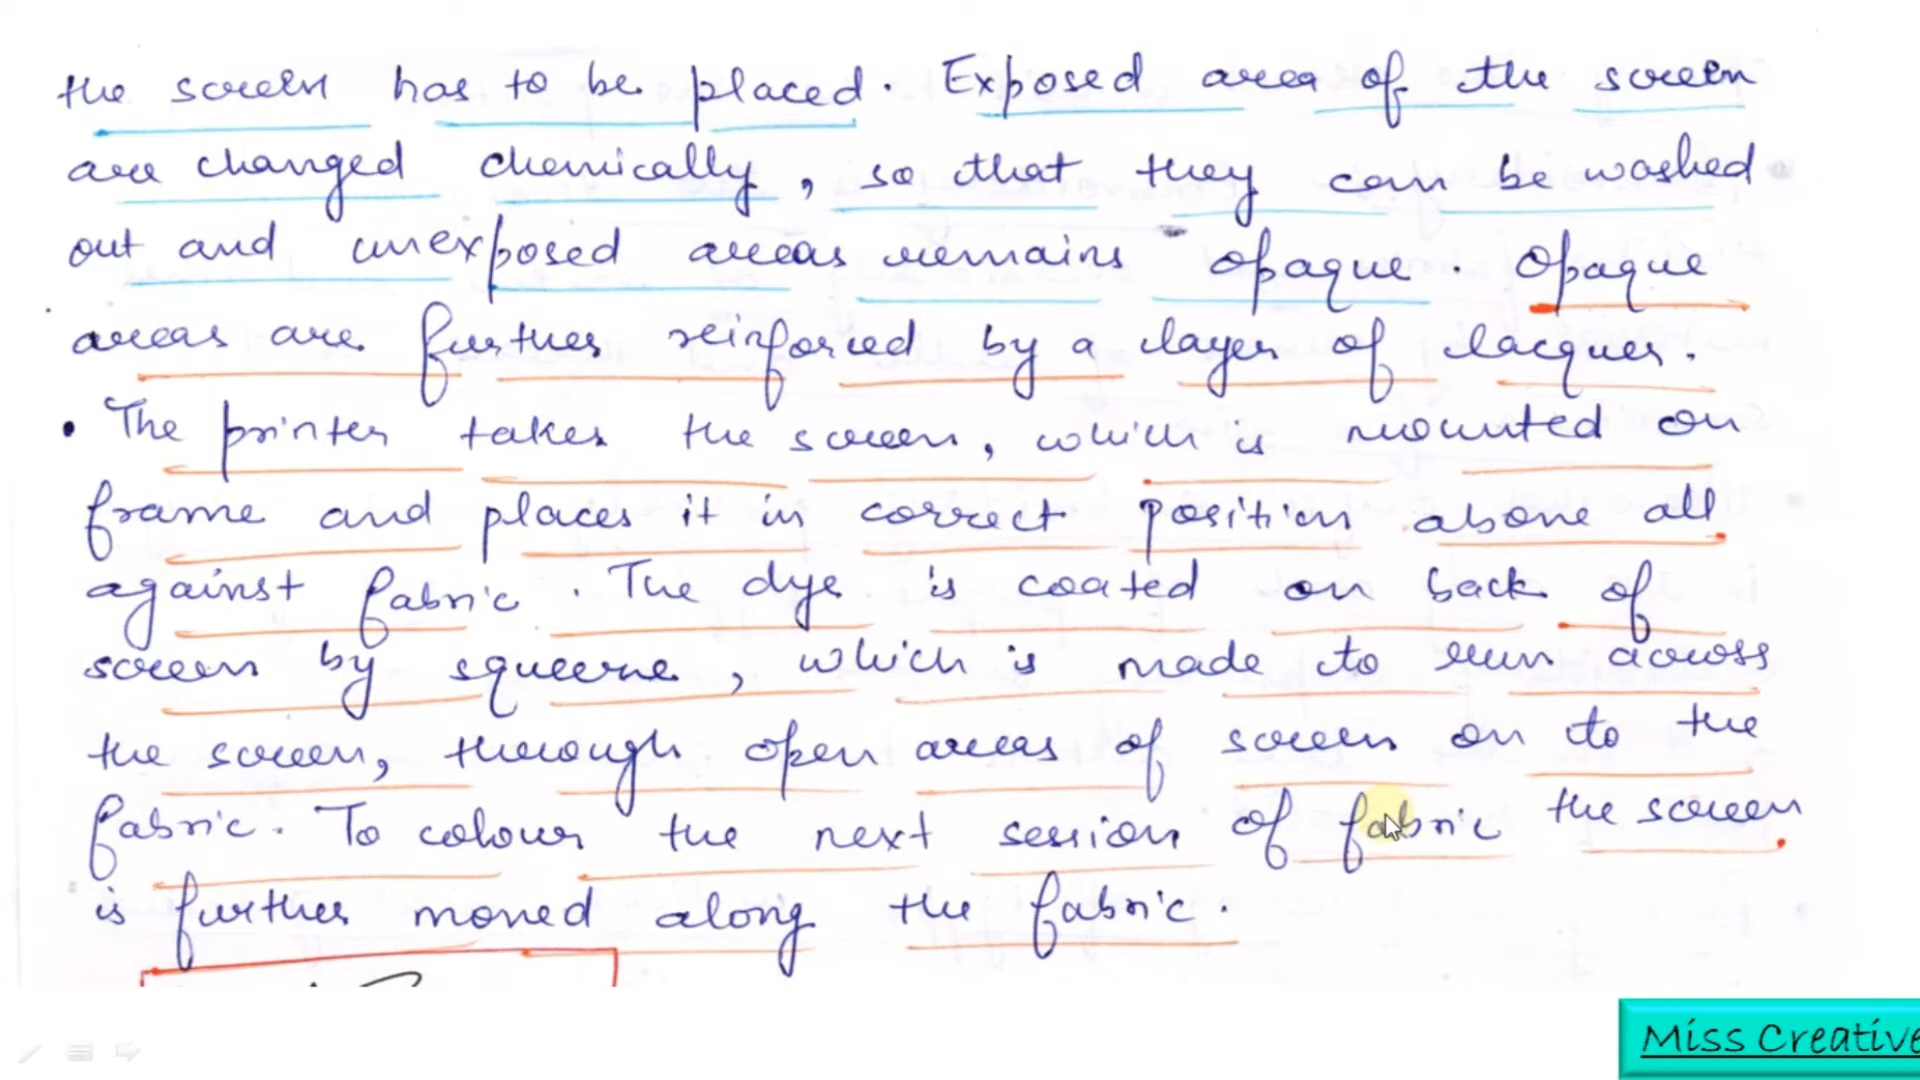 the screen has to be placed. Exposed area of the screen
are changed chemically, so that they can be washed
out and unexposed areas remains opaque. Opaque
areas are further reinforced by a layer of lacquer.
• The printer takes the screen, which is mounted on
frame and places it in correct position above all
against fabric. The dye is coated on back of
screen by squeeze, which is made to run across
the screen, through open areas of screen on to the
fabric. To colour the next session of fabric the screen
is further moved along the fabric.
Miss Creative